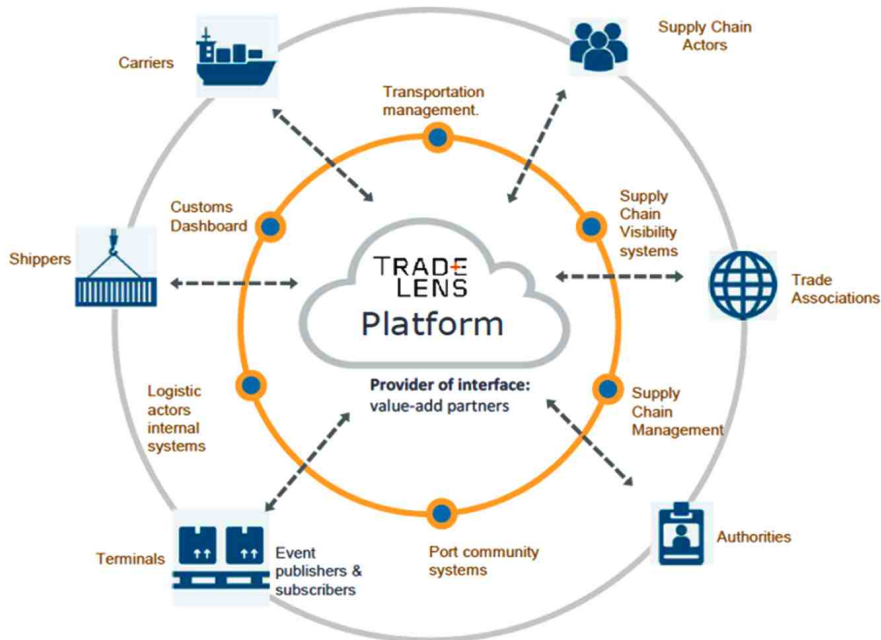 Supply Chain
Actors
Carriers
Transportation
management.
Customs
Dashboard
Supply
Chain
Visibility
systems
Shippers
TRADE
LENS
Platform
Trade
Associations
Provider of interface:
value-add partners
Logistic
actors
internal
systems
Supply
Chain
Management
Terminals
Event
publishers &
subscribers
Port community
systems
Authorities